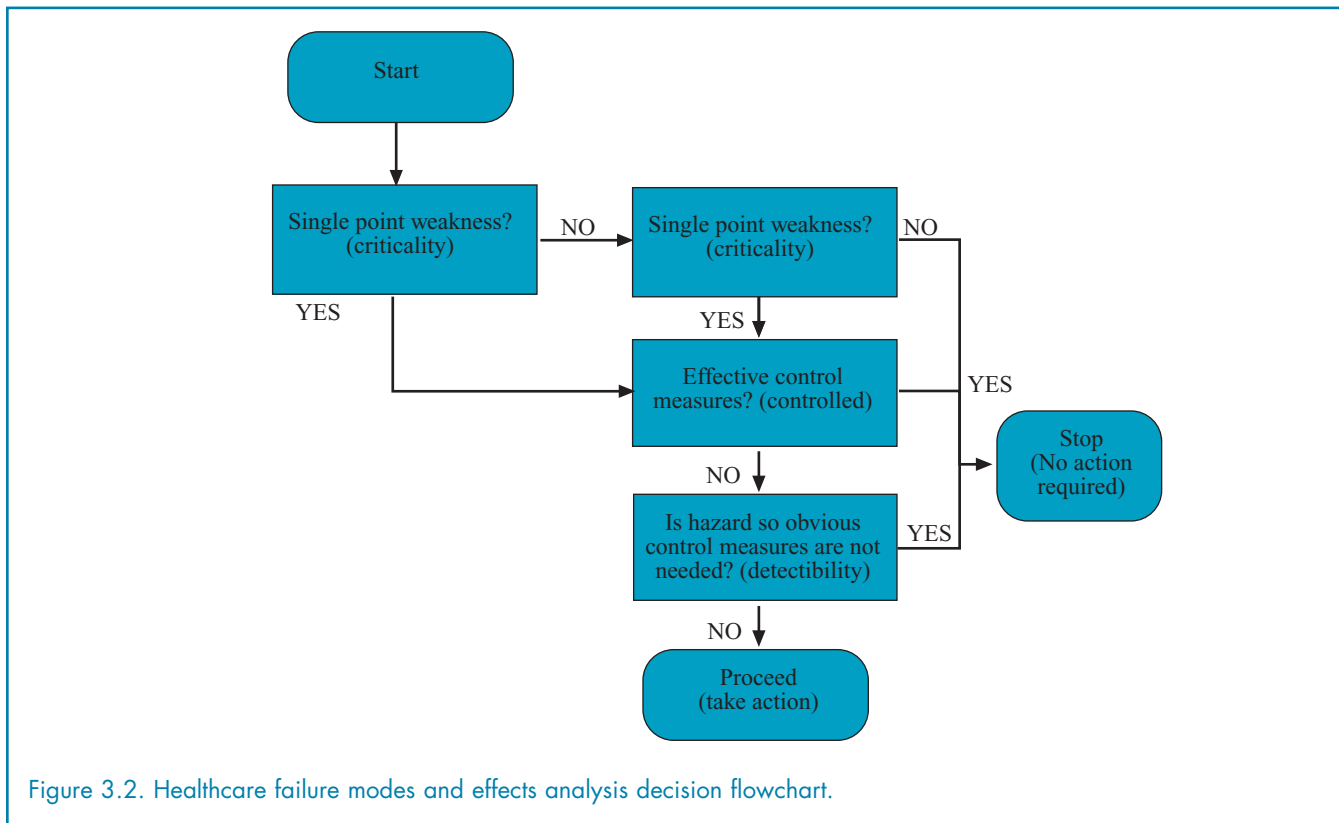 Start
Single point weakness?
(criticality)
NO
Single point weakness?
(criticality)
NO
YES
YES
Effective control
measures? (controlled)
YES
NO
Stop
(No action
required)
Is hazard so obvious
control measures are not
needed? (detectibility)
YES
NO
Proceed
(take action)
Figure 3.2. Healthcare failure modes and effects analysis decision flowchart.